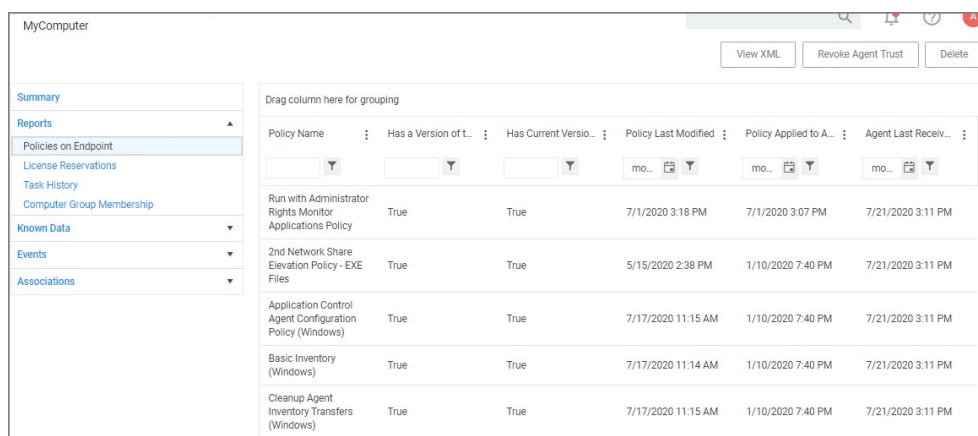 MyComputer
A
View XML Revoke Agent Trust Delete
Summary
Reports
Policies on Endpoint
License Reservations
Task History
Computer Group Membership
Known Data
Events
Associations
Drag column here for grouping
Policy Name Has a Version of t... Has Current Versio... Policy Last Modified Policy Applied to A... Agent Last Receiv...
mo... mo... mo...
Run with Administrator
Rights Monitor
Applications Policy
True True 7/1/2020 3:18 PM 7/1/2020 3:07 PM 7/21/2020 3:11 PM
2nd Network Share
Elevation Policy - EXE
Files
True True 5/15/2020 2:38 PM 1/10/2020 7:40 PM 7/21/2020 3:11 PM
Application Control
Agent Configuration
Policy (Windows)
True True 7/17/2020 11:15 AM 1/10/2020 7:40 PM 7/21/2020 3:11 PM
Basic Inventory
(Windows)
True True 7/17/2020 11:14 AM 1/10/2020 7:40 PM 7/21/2020 3:11 PM
Cleanup Agent
Inventory Transfers
(Windows)
True True 7/17/2020 11:15 AM 1/10/2020 7:40 PM 7/21/2020 3:11 PM